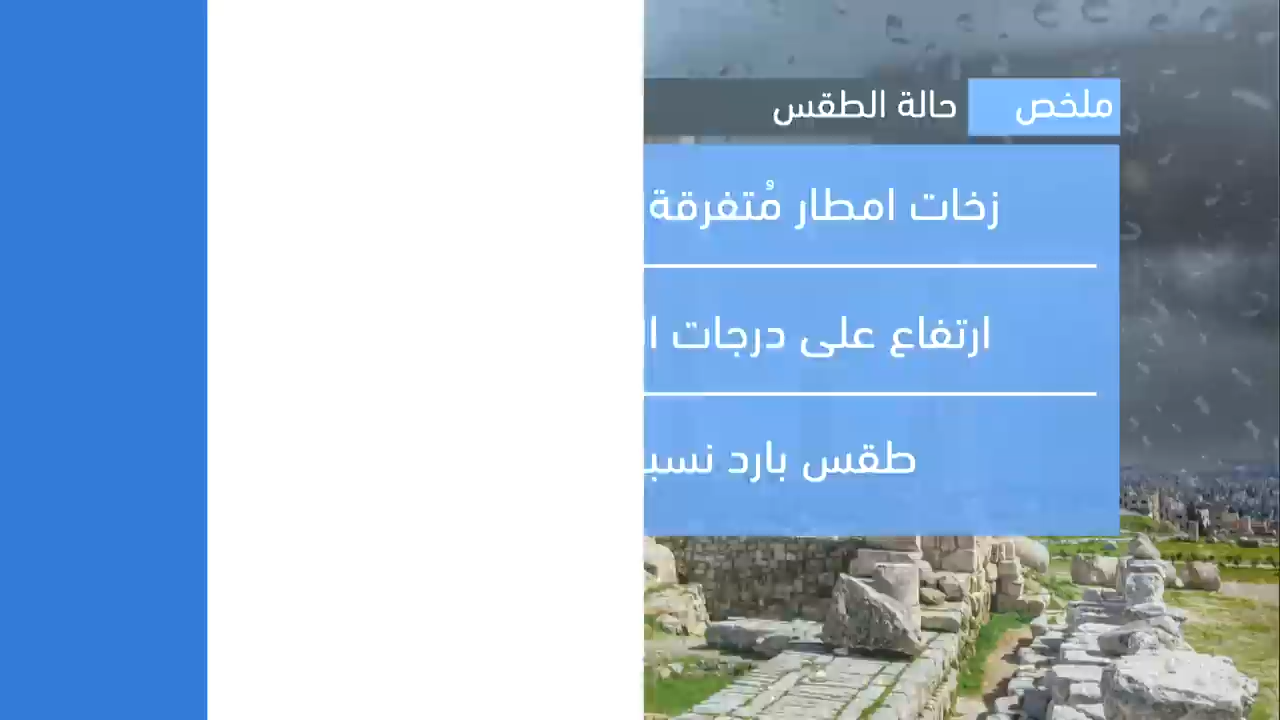 ملخص حالة الطقس
زخات امطار مُتفرقة
ارتفاع على درجات
طقس بارد